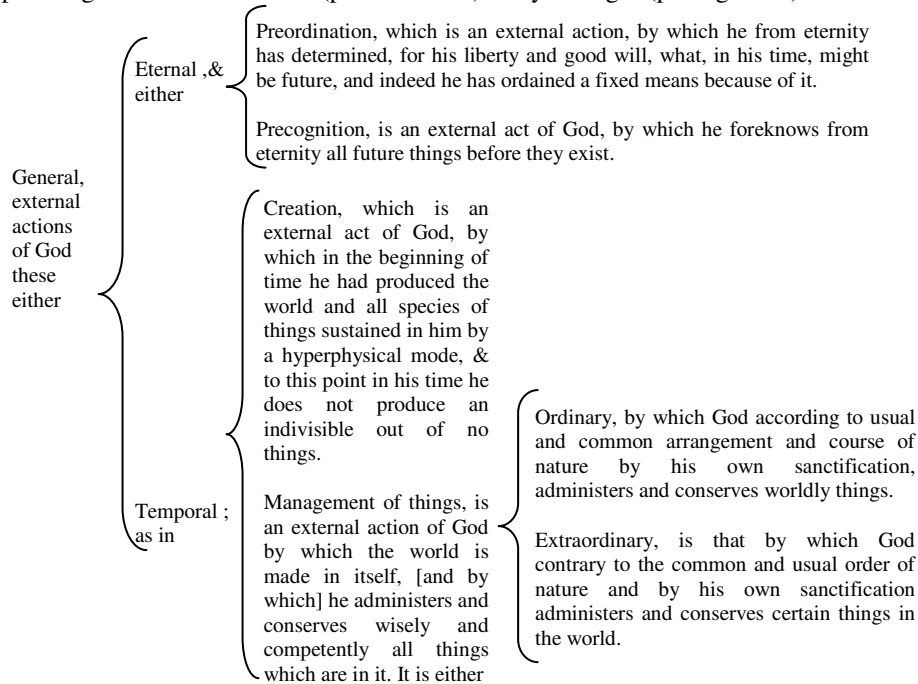 General,
external
actions
of God
these
either
Eternal ,&
either
Preordination, which is an external action, by which he from eternity
has determined, for his liberty and good will, what, in his time, might
be future, and indeed he has ordained a fixed means because of it.
Precognition, is an external act of God, by which he foreknows from
eternity all future things before they exist.
Temporal ;
as in
Creation, which is an
external act of God, by
which in the beginning of
time he had produced the
world and all species of
things sustained in him by
a hyperphysical mode, &
to this point in his time he
does not produce an
indivisible out of no
things.
Management of things, is
an external action of God
by which the world is
made in itself, [and by
which] he administers and
conserves wisely and
competently all things
which are in it. It is either
Ordinary, by which God according to usual
and common arrangement and course of
nature by his own sanctification,
administers and conserves worldly things.
Extraordinary, is that by which God
contrary to the common and usual order of
nature and by his own sanctification
administers and conserves certain things in
the world.